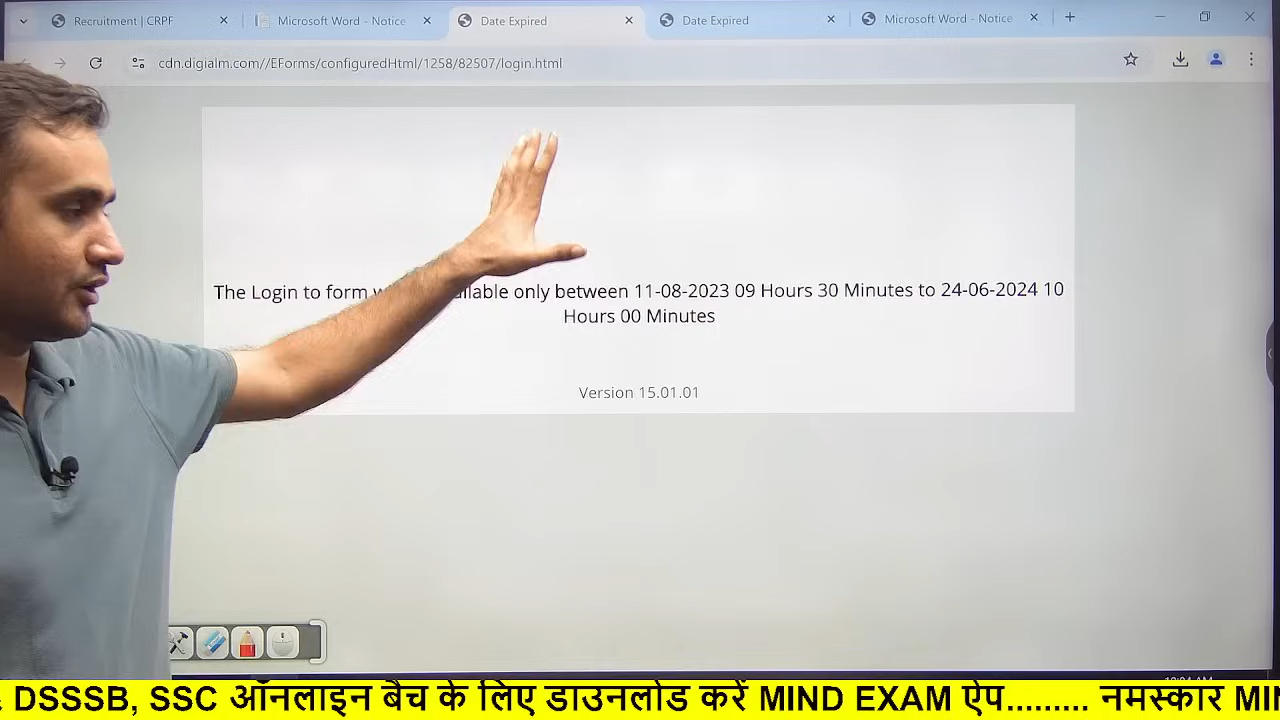 Recruitment | CRPF
Microsoft Word - Notice
Date Expired
Date Expired
Microsoft Word - Notice
cdn.digialm.com//EForms/configuredHtml/1258/82507/login.html
The Login to form only between 11-08-2023 09 Hours 30 Minutes to 24-06-2024 10
Hours 00 Minutes
Version 15.01.01
DSSSB, SSC ऑनलाइन बैच के लिए डाउनलोड करें MIND EXAM ऐप......... नमस्कार